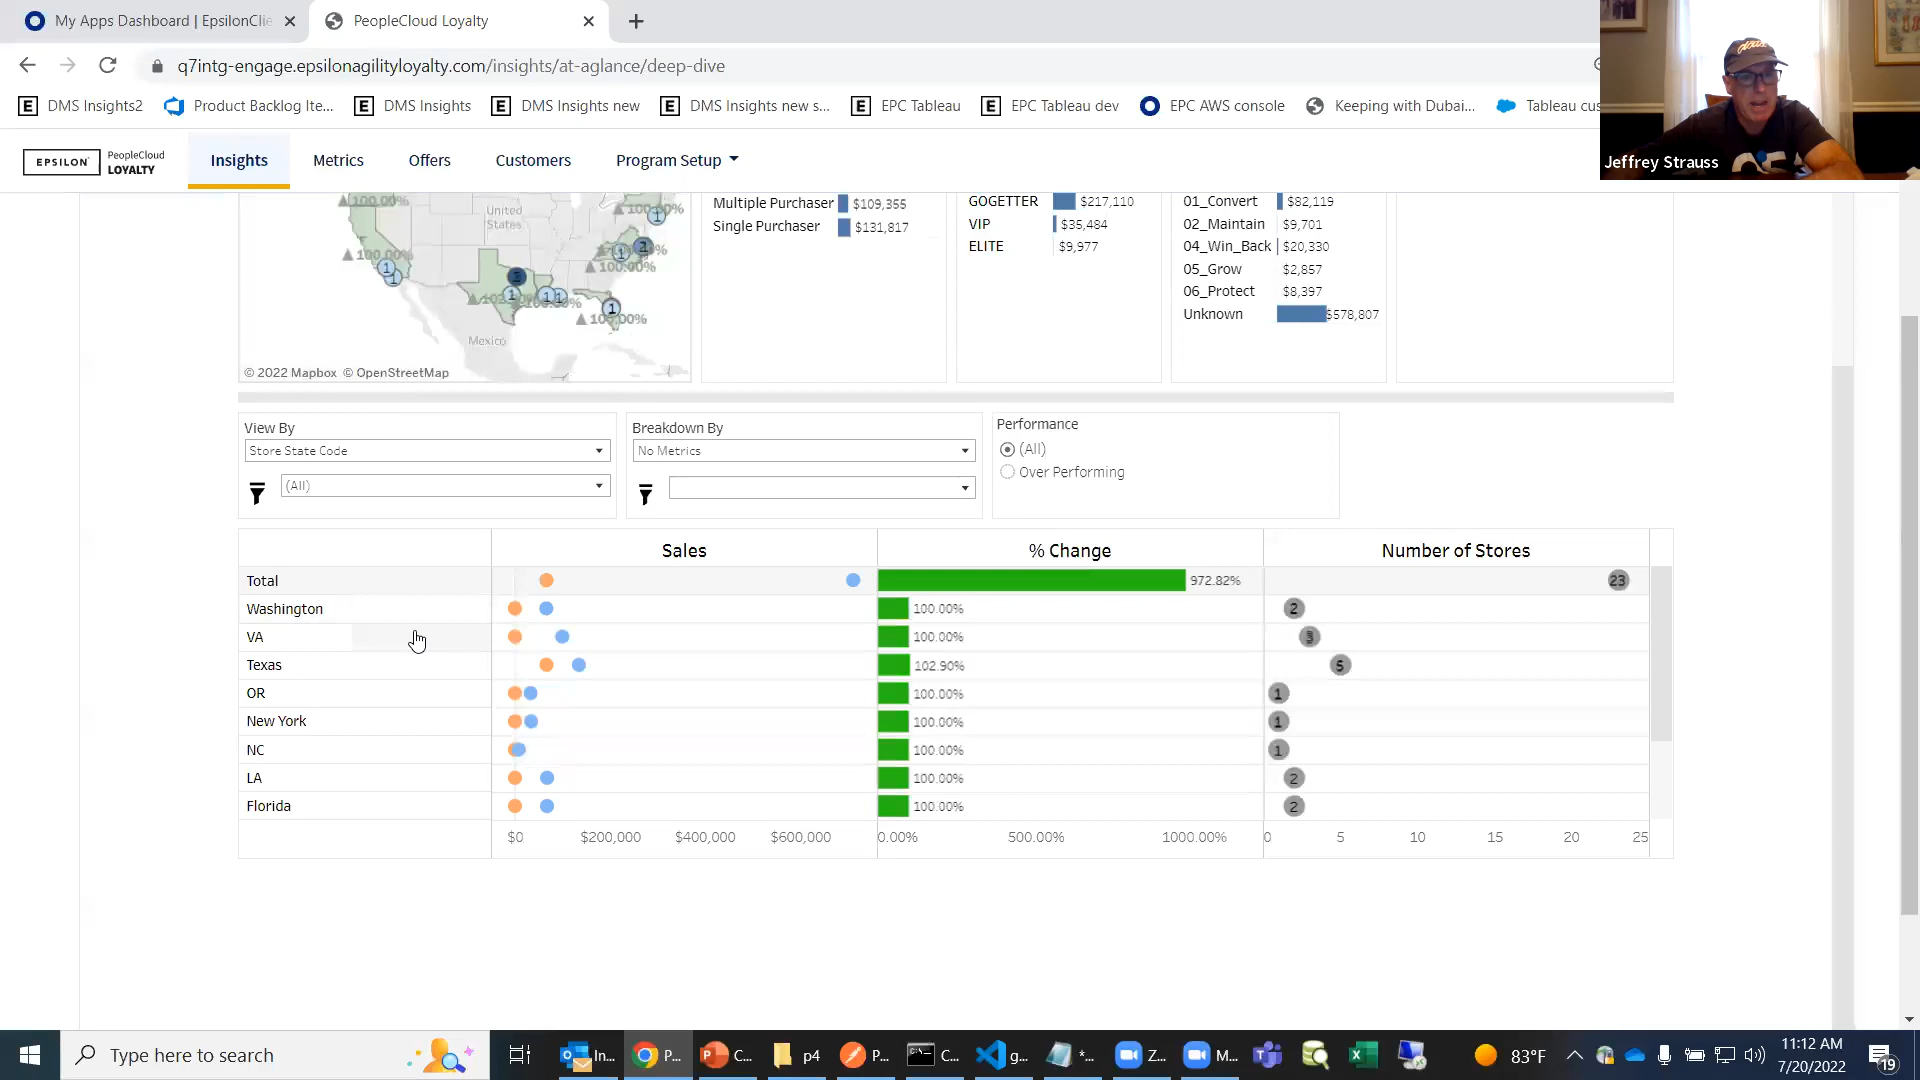 My Apps Dashboard | EpsilonClie
PeopleCloud Loyalty
q7intg-engage.epsilonagilityloyalty.com/insights/at-aglance/deep-dive
DMS Insights2
Product Backlog Ite...
DMS Insights
DMS Insights new
DMS Insights new s...
EPC Tableau
EPC Tableau dev
EPC AWS console
Keeping with Dubai...
Tableau cus
EPSILON
PeopleCloud
LOYALTY
Insights
Metrics
Offers
Customers
Program Setup
Jeffrey Strauss
100.00%
United
States
Mexico
© 2022 Mapbox © OpenStreetMap
Multiple Purchaser $109,355
Single Purchaser $131,817
GOGETTER $217,110
VIP $35,484
ELITE $9,977
01_Convert $82,119
02_Maintain $9,701
04_Win_Back $20,330
05_Grow $2,857
06_Protect $8,397
Unknown $578,807
View By
Store State Code
(All)
Breakdown By
No Metrics
Performance
(All)
Over Performing
Sales % Change Number of Stores
Total 972.82% 23
Washington 100.00% 2
VA 100.00% 3
Texas 102.90% 5
OR 100.00% 1
New York 100.00% 1
NC 100.00% 1
LA 100.00% 2
Florida 100.00% 2
$0 $200,000 $400,000 $600,000 0.00% 500.00% 1000.00% 0 5 10 15 20 25
Type here to search
In...
P...
C...
p4
P...
C...
g...
*...
Z...
M...
83°F
11:12 AM
7/20/2022
19